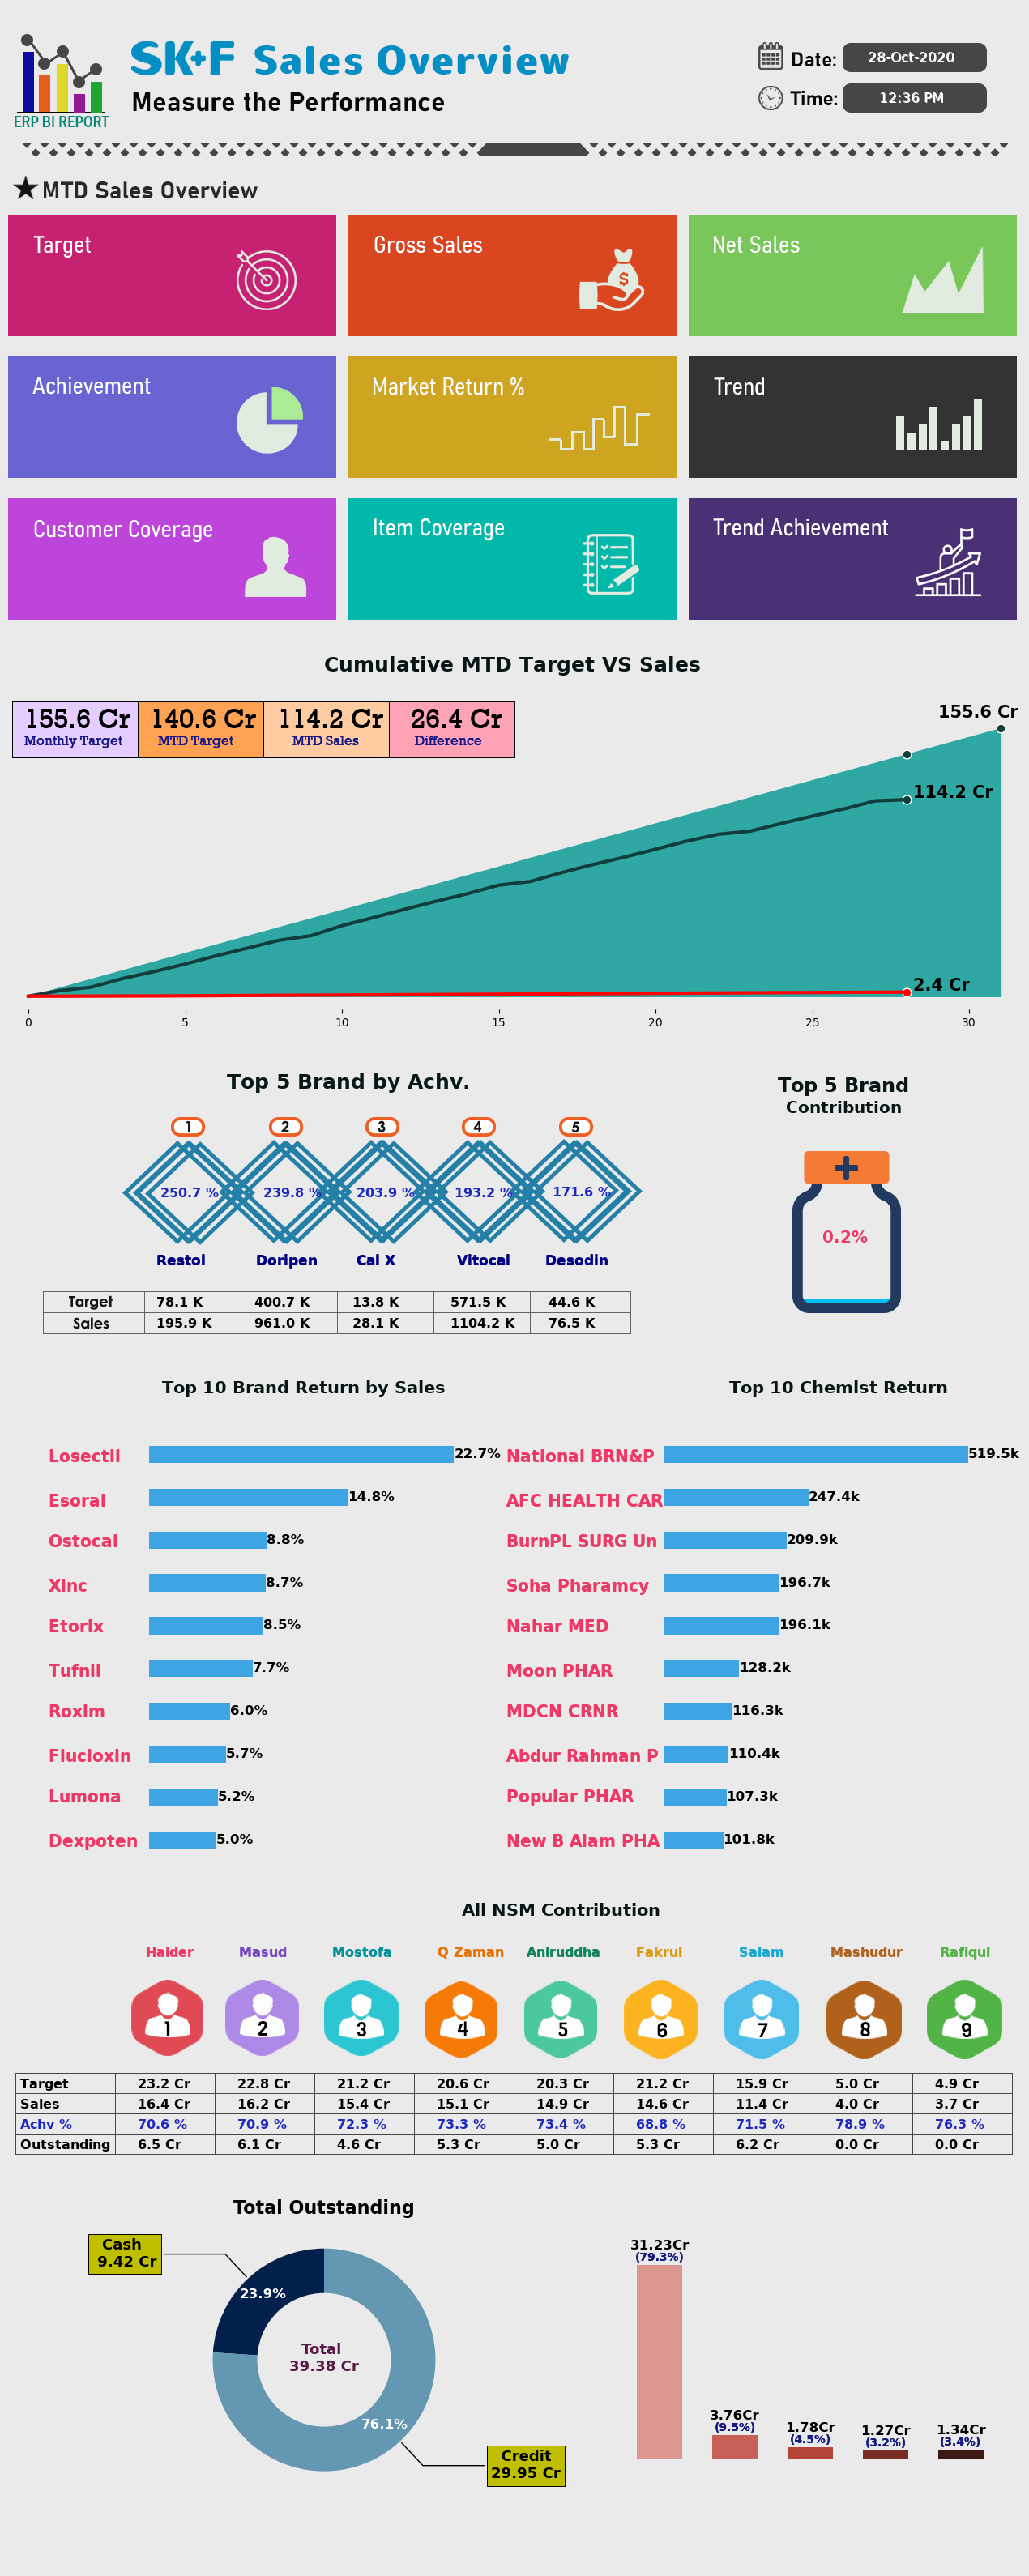 SK+F Sales Overview
Measure the Performance
ERP BI REPORT
Date: 28-Oct-2020
Time: 12:36 PM
★ MTD Sales Overview
Target Gross Sales Net Sales
Achievement Market Return % Trend
Customer Coverage Item Coverage Trend Achievement
Cumulative MTD Target VS Sales
155.6 Cr 140.6 Cr 114.2 Cr 26.4 Cr
Monthly Target MTD Target MTD Sales Difference
155.6 Cr
114.2 Cr
2.4 Cr
0 5 10 15 20 25 30
Top 5 Brand by Achv.
1 2 3 4 5
250.7 % 239.8 % 203.9 % 193.2 % 171.6 %
Restol Doripen Cal X Vitocal Desodin
Target 78.1 K 400.7 K 13.8 K 571.5 K 44.6 K
Sales 195.9 K 961.0 K 28.1 K 1104.2 K 76.5 K
Top 5 Brand
Contribution
0.2%
Top 10 Brand Return by Sales
Losectil 22.7%
Esoral 14.8%
Ostocal 8.8%
Xinc 8.7%
Etorix 8.5%
Tufnil 7.7%
Roxim 6.0%
Flucloxin 5.7%
Lumona 5.2%
Dexpoten 5.0%
Top 10 Chemist Return
National BRN&P 519.5k
AFC HEALTH CAR 247.4k
BurnPL SURG Un 209.9k
Soha Pharamcy 196.7k
Nahar MED 196.1k
Moon PHAR 128.2k
MDCN CRNR 116.3k
Abdur Rahman P 110.4k
Popular PHAR 107.3k
New B Alam PHA 101.8k
All NSM Contribution
Haider Masud Mostofa Q Zaman Aniruddha Fakrul Salam Mashudur Rafiqul
1 2 3 4 5 6 7 8 9
Target 23.2 Cr 22.8 Cr 21.2 Cr 20.6 Cr 20.3 Cr 21.2 Cr 15.9 Cr 5.0 Cr 4.9 Cr
Sales 16.4 Cr 16.2 Cr 15.4 Cr 15.1 Cr 14.9 Cr 14.6 Cr 11.4 Cr 4.0 Cr 3.7 Cr
Achv % 70.6 % 70.9 % 72.3 % 73.3 % 73.4 % 68.8 % 71.5 % 78.9 % 76.3 %
Outstanding 6.5 Cr 6.1 Cr 4.6 Cr 5.3 Cr 5.0 Cr 5.3 Cr 6.2 Cr 0.0 Cr 0.0 Cr
Total Outstanding
Cash
9.42 Cr
23.9%
Total
39.38 Cr
76.1%
Credit
29.95 Cr
31.23Cr
(79.3%)
3.76Cr
(9.5%)
1.78Cr
(4.5%)
1.27Cr
(3.2%)
1.34Cr
(3.4%)